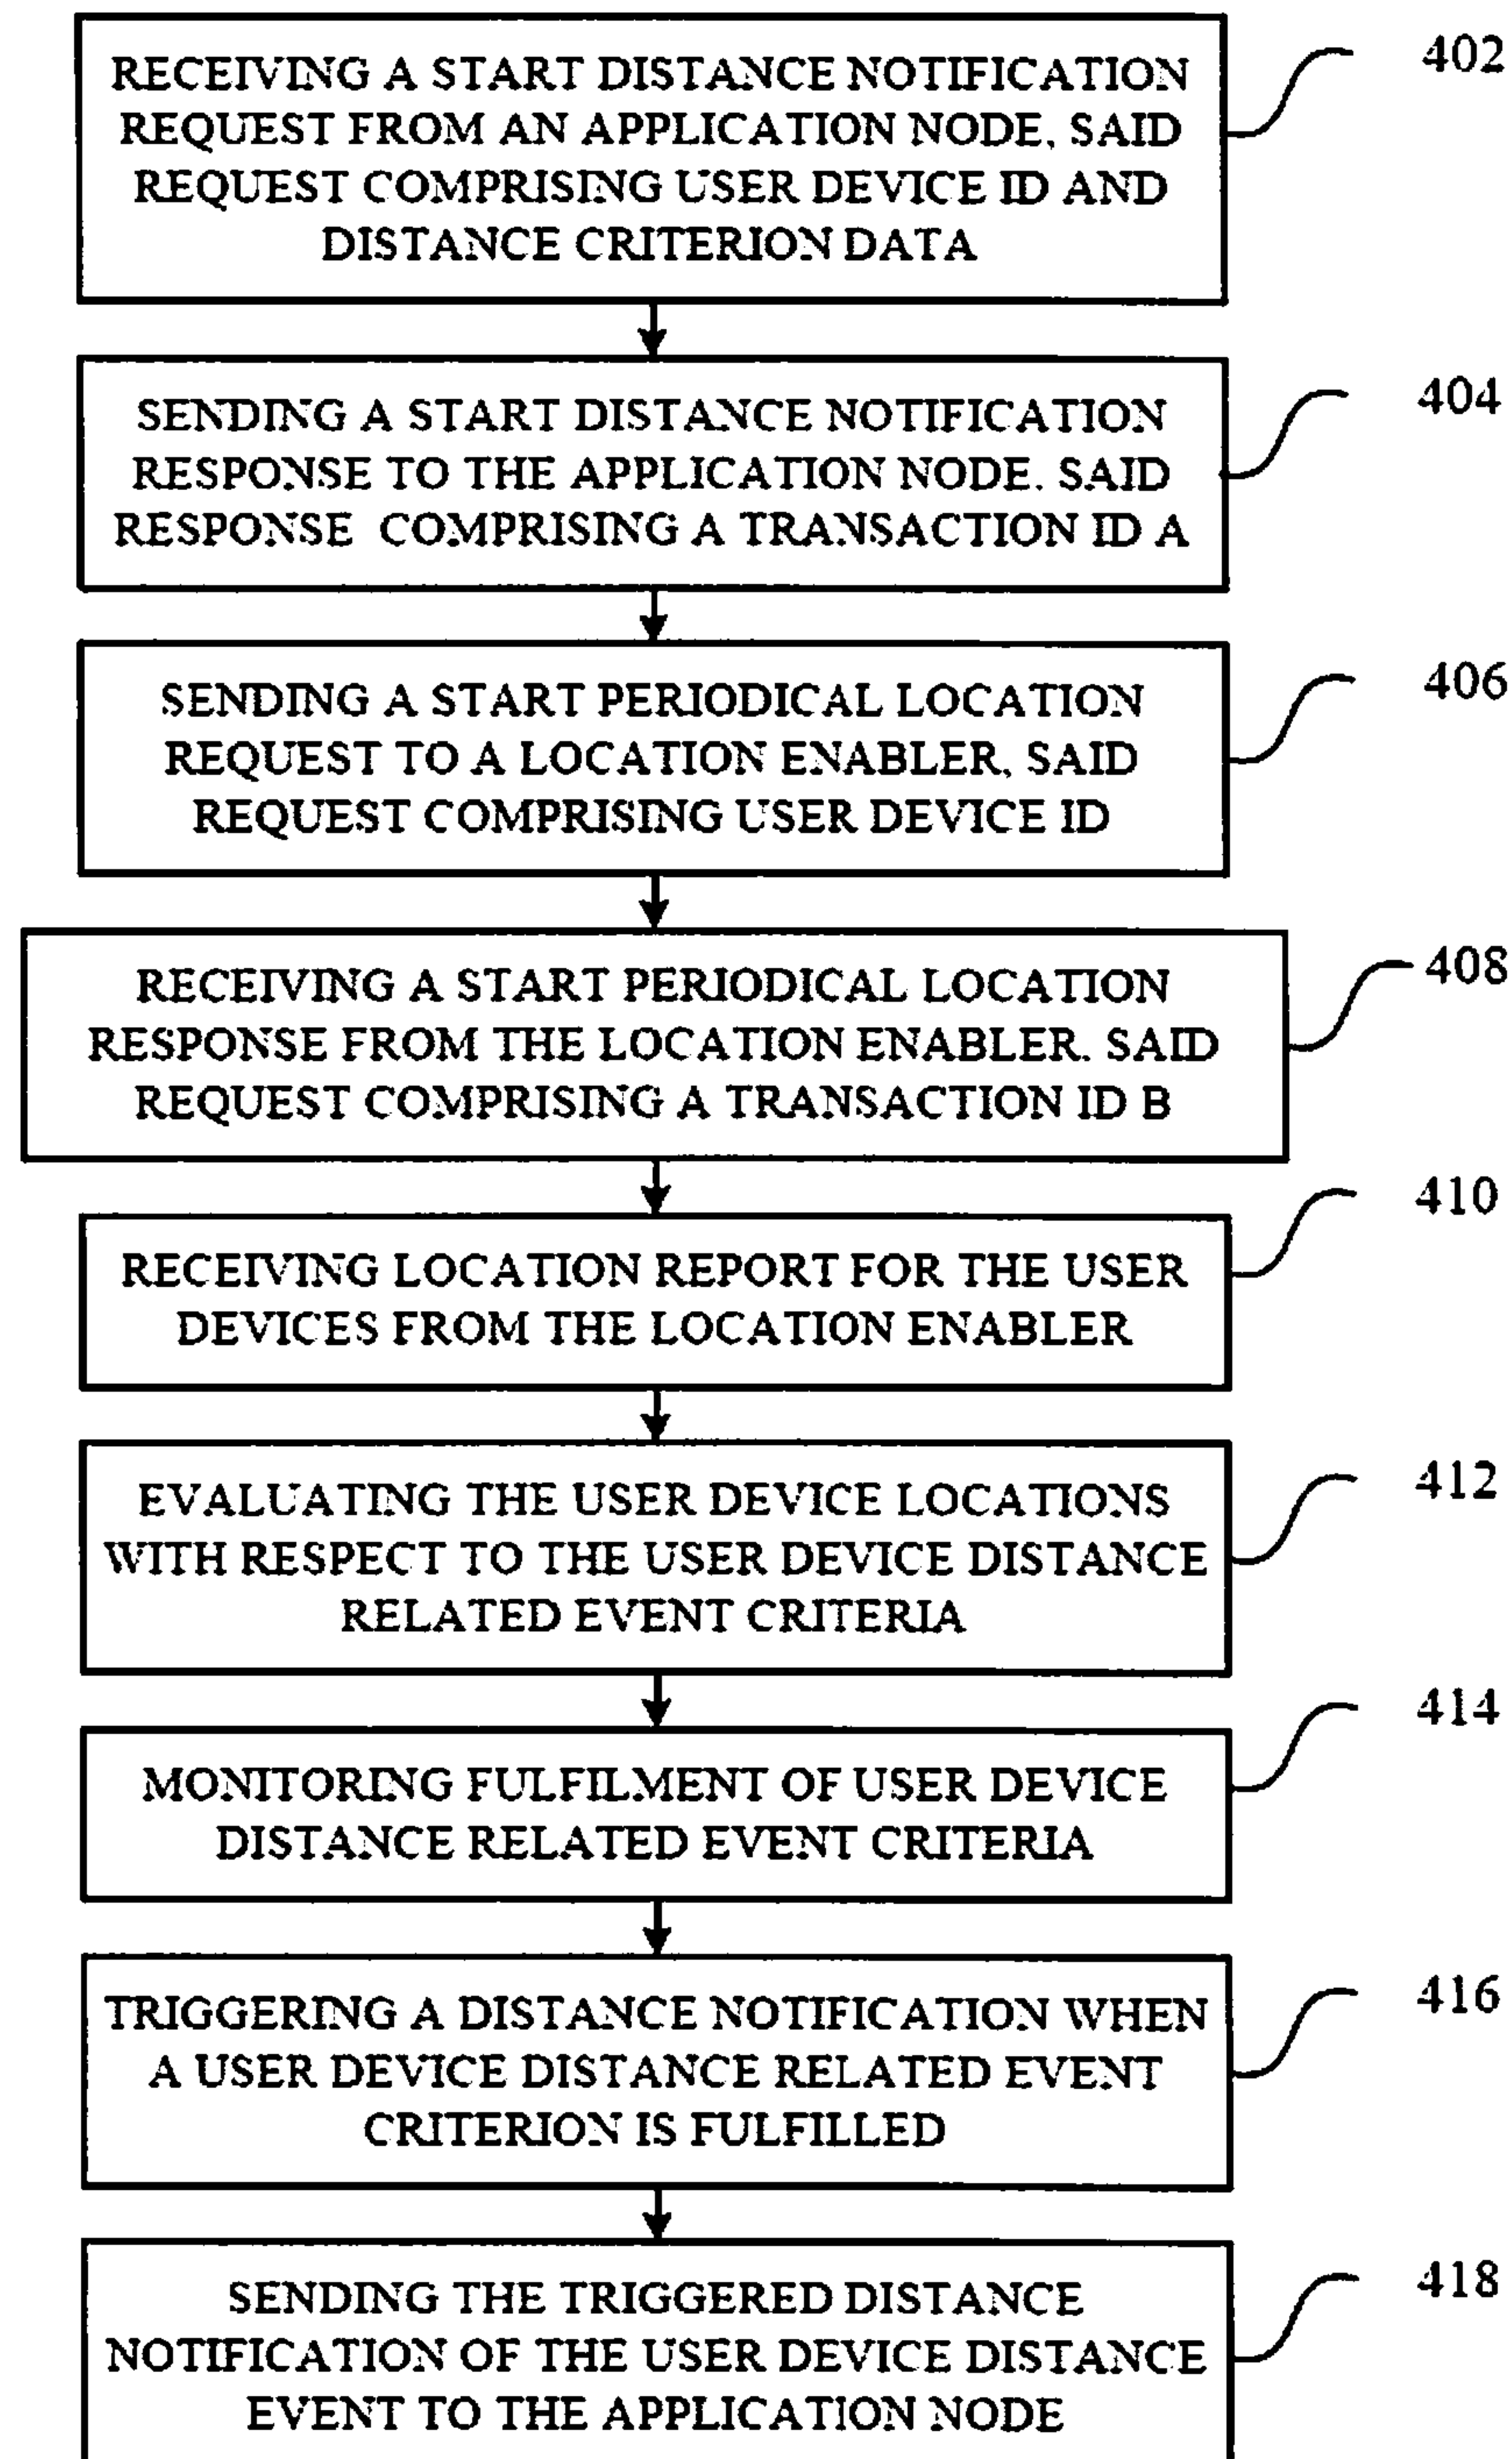 RECEIVING A START DISTANCE NOTIFICATION
REQUEST FROM AN APPLICATION NODE, SAID
REQUEST COMPRISING USER DEVICE ID AND
DISTANCE CRITERION DATA
402
SENDING A START DISTANCE NOTIFICATION
RESPONSE TO THE APPLICATION NODE. SAID
RESPONSE COMPRISING A TRANSACTION ID A
404
SENDING A START PERIODICAL LOCATION
REQUEST TO A LOCATION ENABLER, SAID
REQUEST COMPRISING USER DEVICE ID
406
RECEIVING A START PERIODICAL LOCATION
RESPONSE FROM THE LOCATION ENABLER. SAID
REQUEST COMPRISING A TRANSACTION ID B
408
RECEIVING LOCATION REPORT FOR THE USER
DEVICES FROM THE LOCATION ENABLER
410
EVALUATING THE USER DEVICE LOCATIONS
WITH RESPECT TO THE USER DEVICE DISTANCE
RELATED EVENT CRITERIA
412
MONITORING FULFILMENT OF USER DEVICE
DISTANCE RELATED EVENT CRITERIA
414
TRIGGERING A DISTANCE NOTIFICATION WHEN
A USER DEVICE DISTANCE RELATED EVENT
CRITERION IS FULFILLED
416
SENDING THE TRIGGERED DISTANCE
NOTIFICATION OF THE USER DEVICE DISTANCE
EVENT TO THE APPLICATION NODE
418